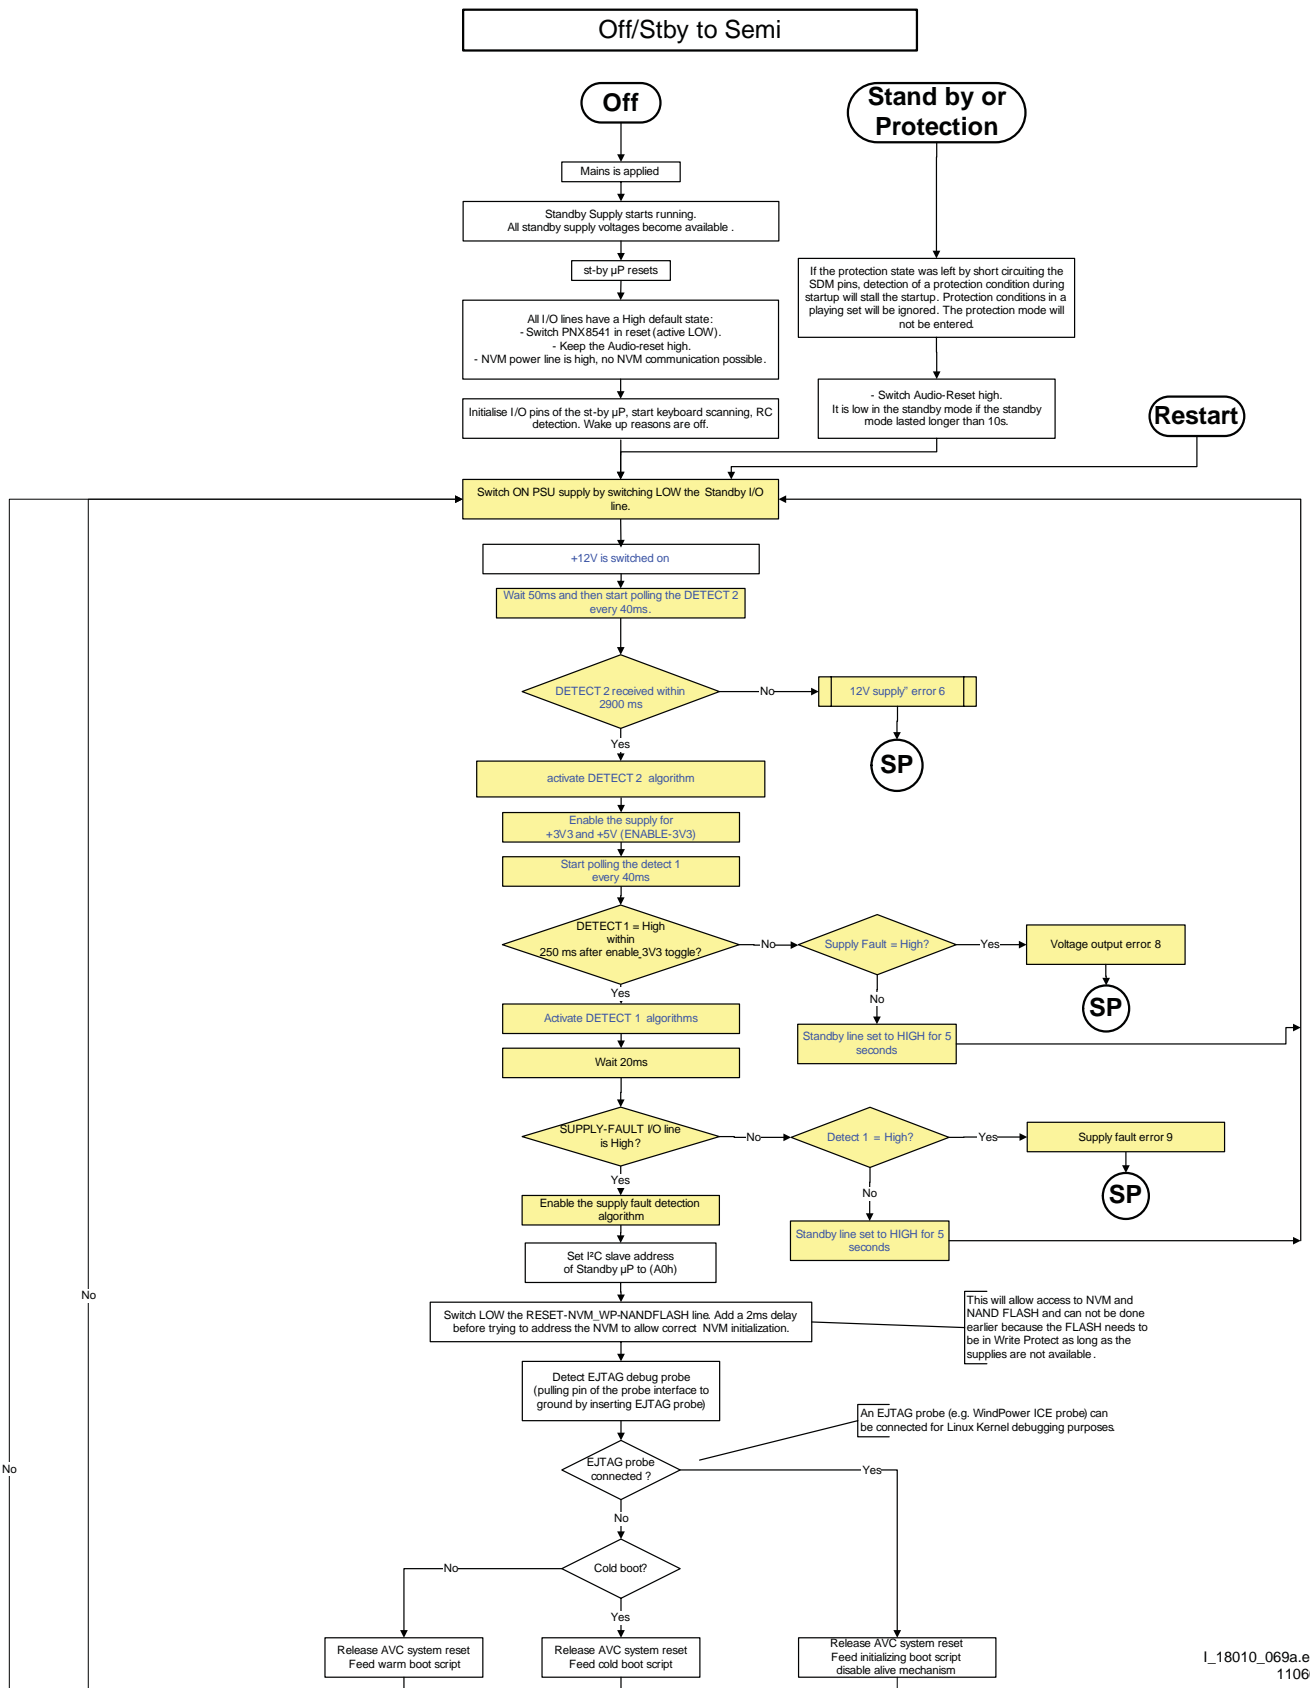 Off/Stby to Semi
Off
Stand by or
Protection
Mains is applied
Standby Supply starts running.
All standby supply voltages become available .
st-by µP resets
If the protection state was left by short circuiting the
SDM pins, detection of a protection condition during
startup will stall the startup. Protection conditions in a
playing set will be ignored. The protection mode will
not be entered.
All I/O lines have a High default state:
- Switch PNX8541 in reset (active LOW).
- Keep the Audio-reset high.
- NVM power line is high, no NVM communication possible.
- Switch Audio-Reset high.
It is low in the standby mode if the standby
mode lasted longer than 10s.
Initialise I/O pins of the st-by µP, start keyboard scanning, RC
detection. Wake up reasons are off.
Restart
Switch ON PSU supply by switching LOW the Standby I/O
line.
+12V is switched on
Wait 50ms and then start polling the DETECT 2
every 40ms.
DETECT 2 received within
2900 ms
No
12V supply” error 6
Yes
SP
activate DETECT 2 algorithm
Enable the supply for
+3V3 and +5V (ENABLE-3V3)
Start polling the detect 1
every 40ms
DETECT1 = High
within
250 ms after enable_3V3 toggle?
No
Supply Fault = High?
Yes
Voltage output error: 8
Yes
No
SP
Activate DETECT 1 algorithms
Standby line set to HIGH for 5
seconds
Wait 20ms
SUPPLY-FAULT I/O line
is High?
No
Detect 1 = High?
Yes
Supply fault error 9
Yes
No
SP
Enable the supply fault detection
algorithm
Standby line set to HIGH for 5
seconds
Set I²C slave address
of Standby µP to (A0h)
No
Switch LOW the RESET-NVM_WP-NANDFLASH line. Add a 2ms delay
before trying to address the NVM to allow correct NVM initialization.
This will allow access to NVM and
NAND FLASH and can not be done
earlier because the FLASH needs to
be in Write Protect as long as the
supplies are not available .
Detect EJTAG debug probe
(pulling pin of the probe interface to
ground by inserting EJTAG probe)
An EJTAG probe (e.g. WindPower ICE probe) can
be connected for Linux Kernel debugging purposes.
No
EJTAG probe
connected ?
Yes
No
Cold boot?
No
Yes
Release AVC system reset
Feed warm boot script
Release AVC system reset
Feed cold boot script
Release AVC system reset
Feed initializing boot script
disable alive mechanism
I_18010_069a.e